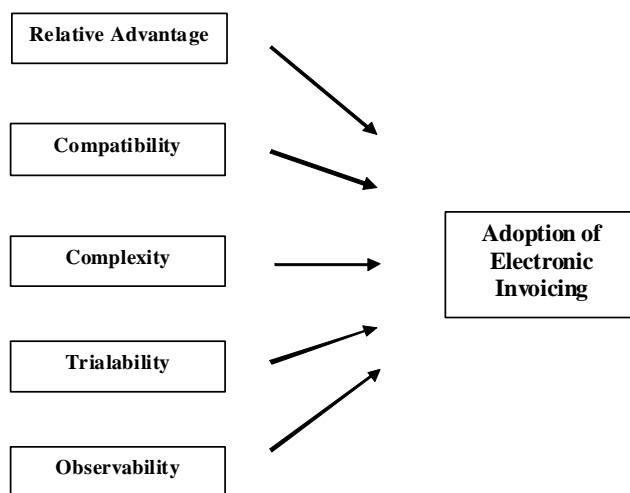 Relative Advantage
Compatibility
Complexity
Trialability
Observability
Adoption of
Electronic
Invoicing